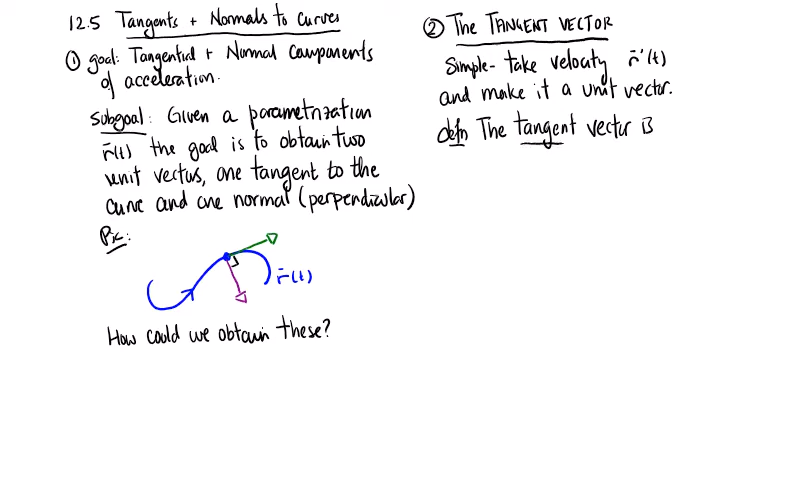 12.5 Tangents + Normals to Curves
① goal: Tangential + Normal Components
of acceleration.
Subgoal: Given a parametrization
r̄(t) the goal is to obtain two
unit vectors, one tangent to the
curve and one normal (perpendicular)
Pic:
r̄(t)
How could we obtain these?
② The TANGENT VECTOR
Simple - take velocity r̄'(t)
and make it a unit vector.
defn The tangent vector is